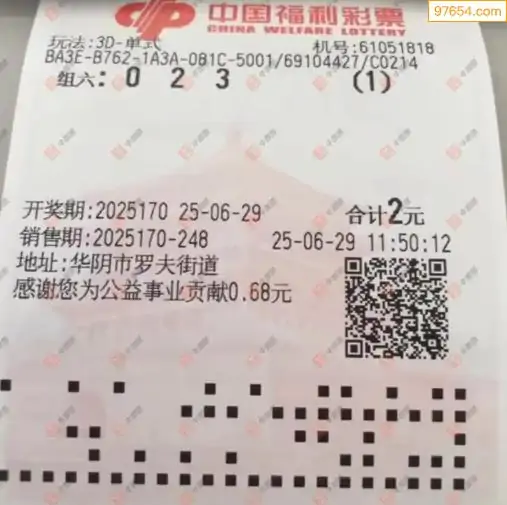 97654.com
中国福利彩票
CHINA WELFARE LOTTERY
玩法:3D-单式 机号:61051818
BA3E-B762-1A3A-081C-5001/69104427/C0214
组六: 0 2 3 (1)
开奖期:2025170 25-06-29 合计2元
销售期:2025170-248 25-06-29 11:50:12
地址:华阴市罗夫街道
感谢您为公益事业贡献0.68元